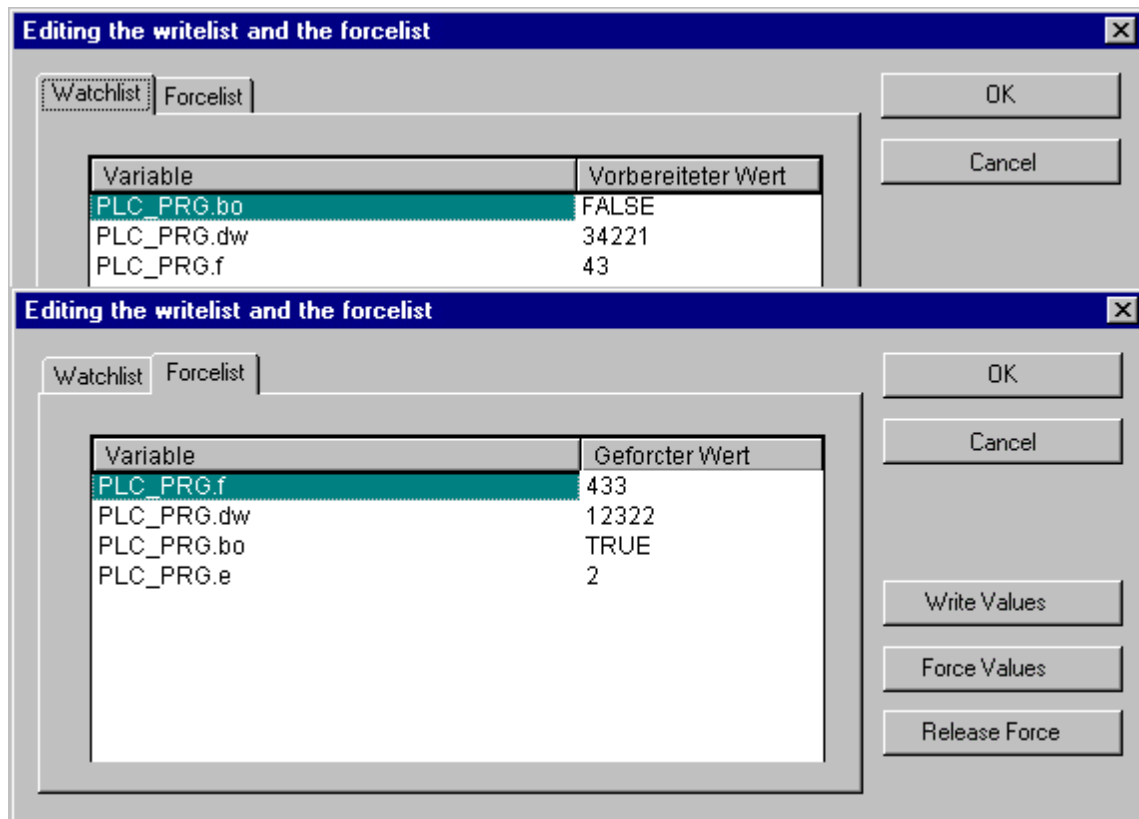 Editing the writelist and the forcelist
Watchlist Forcelist
OK
Cancel
Variable Vorbereiteter Wert
PLC_PRG.bo FALSE
PLC_PRG.dw 34221
PLC_PRG.f 43
Editing the writelist and the forcelist
Watchlist Forcelist
OK
Cancel
Variable Geforcter Wert
PLC_PRG.f 433
PLC_PRG.dw 12322
PLC_PRG.bo TRUE
PLC_PRG.e 2
Write Values
Force Values
Release Force